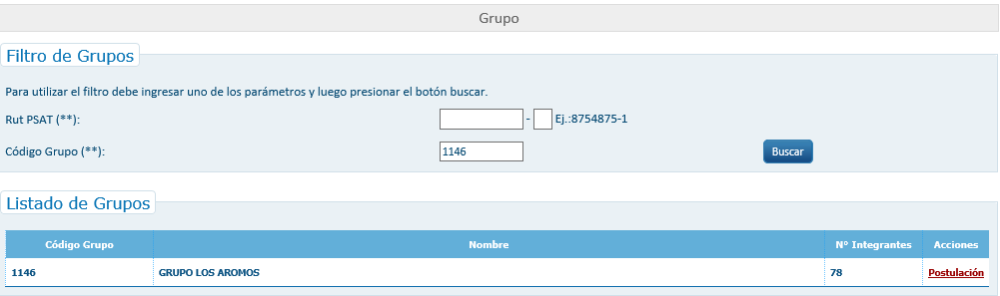 Grupo
Filtro de Grupos
Para utilizar el filtro debe ingresar uno de los parámetros y luego presionar el botón buscar.
Rut PSAT (**): - Ej.:8754875-1
Código Grupo (**): 1146 Buscar
Listado de Grupos
Código Grupo Nombre N° Integrantes Acciones
1146 GRUPO LOS AROMOS 78 Postulación